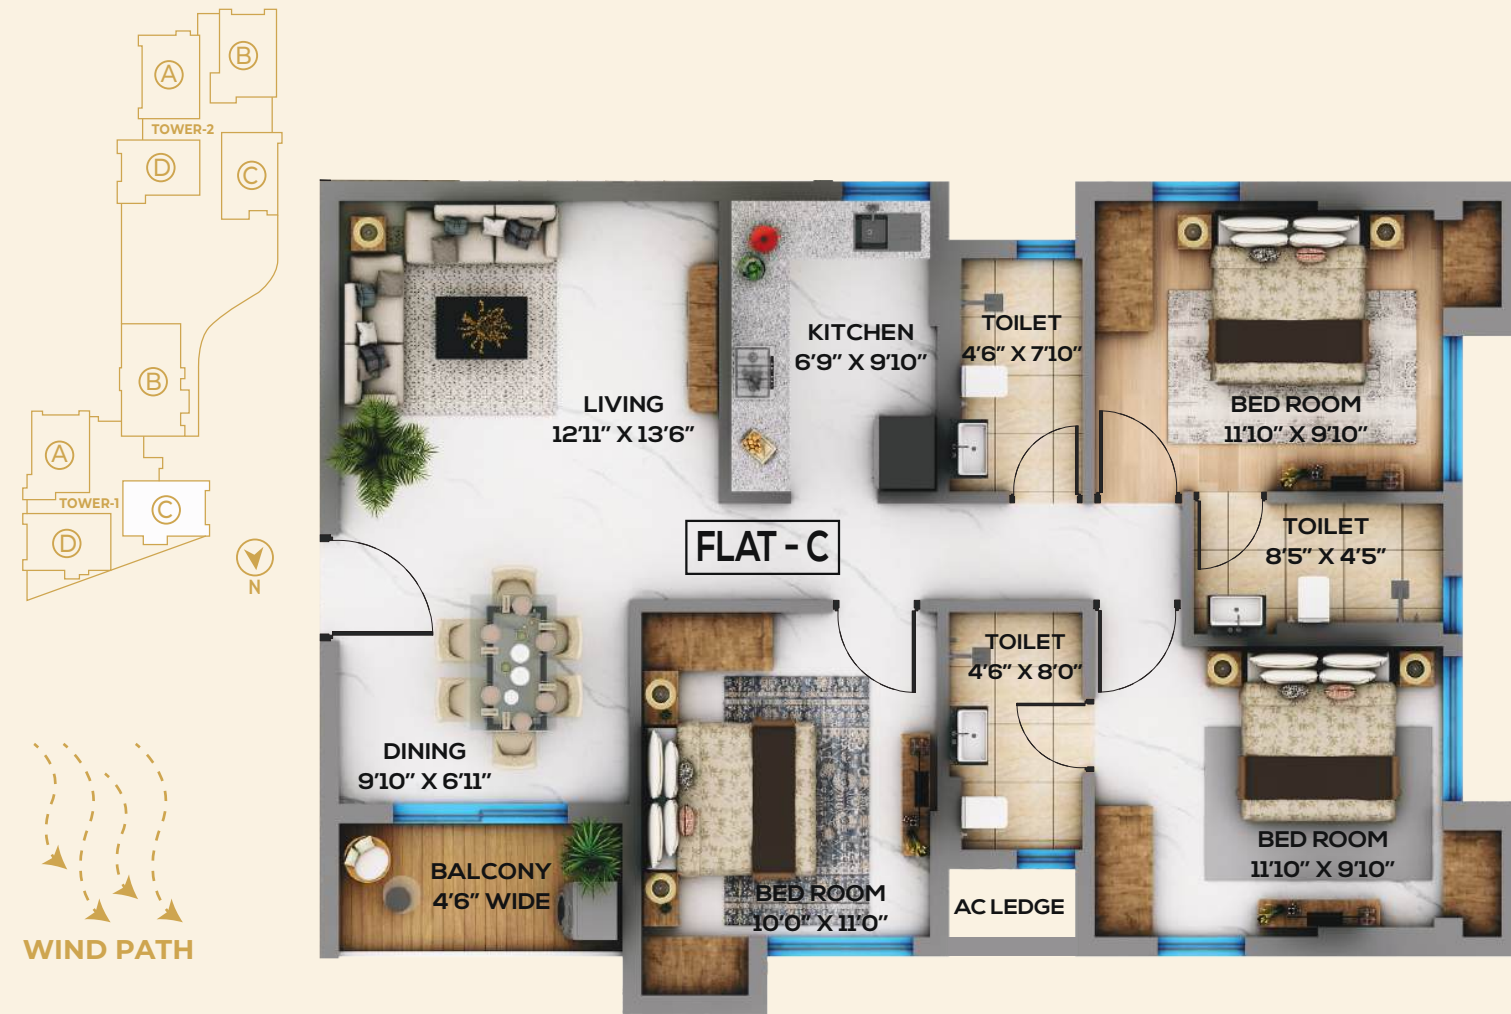 A
B
TOWER-2
D
C
B
A
TOWER-1
C
D
N
WIND PATH
LIVING
12'11" X 13'6"
KITCHEN
6'9" X 9'10"
TOILET
4'6" X 7'10"
BED ROOM
11'10" X 9'10"
FLAT - C
TOILET
8'5" X 4'5"
DINING
9'10" X 6'11"
TOILET
4'6" X 8'0"
BALCONY
4'6" WIDE
BED ROOM
10'0" X 11'0"
AC LEDGE
BED ROOM
11'10" X 9'10"